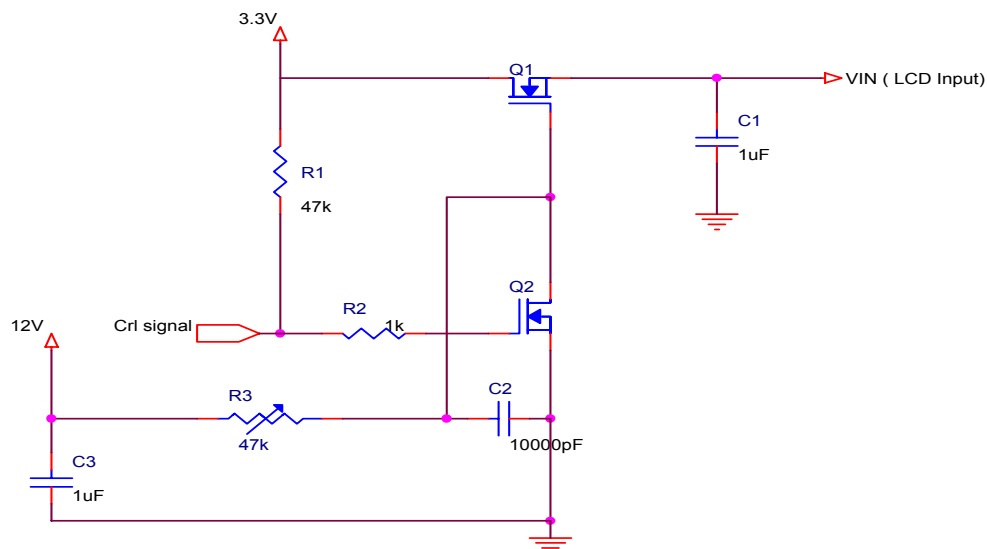 3.3V
Q1
VIN ( LCD Input)
C1
1uF
R1
47k
Q2
R2
1k
12V
Crl signal
R3
47k
C2
10000pF
C3
1uF